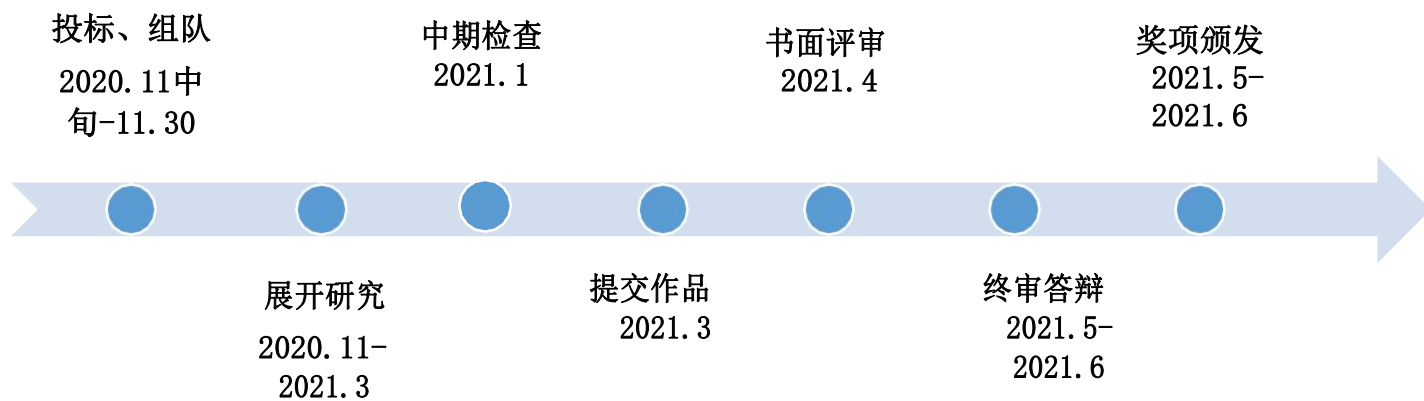 投标、组队
2020.11中
旬-11.30
展开研究
2020.11-
2021.3
中期检查
2021.1
提交作品
2021.3
书面评审
2021.4
终审答辩
2021.5-
2021.6
奖项颁发
2021.5-
2021.6